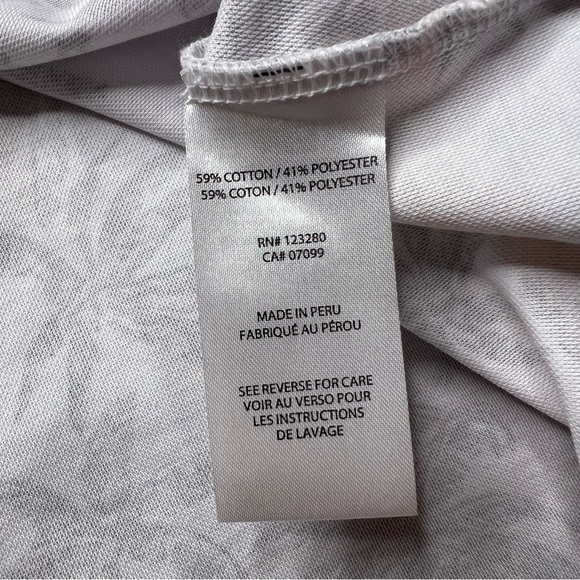 59% COTTON / 41% POLYESTER
59% COTON / 41% POLYESTER
RN# 123280
CA# 07099
MADE IN PERU
FABRIQUÉ AU PÉROU
SEE REVERSE FOR CARE
VOIR AU VERSO POUR
LES INSTRUCTIONS
DE LAVAGE